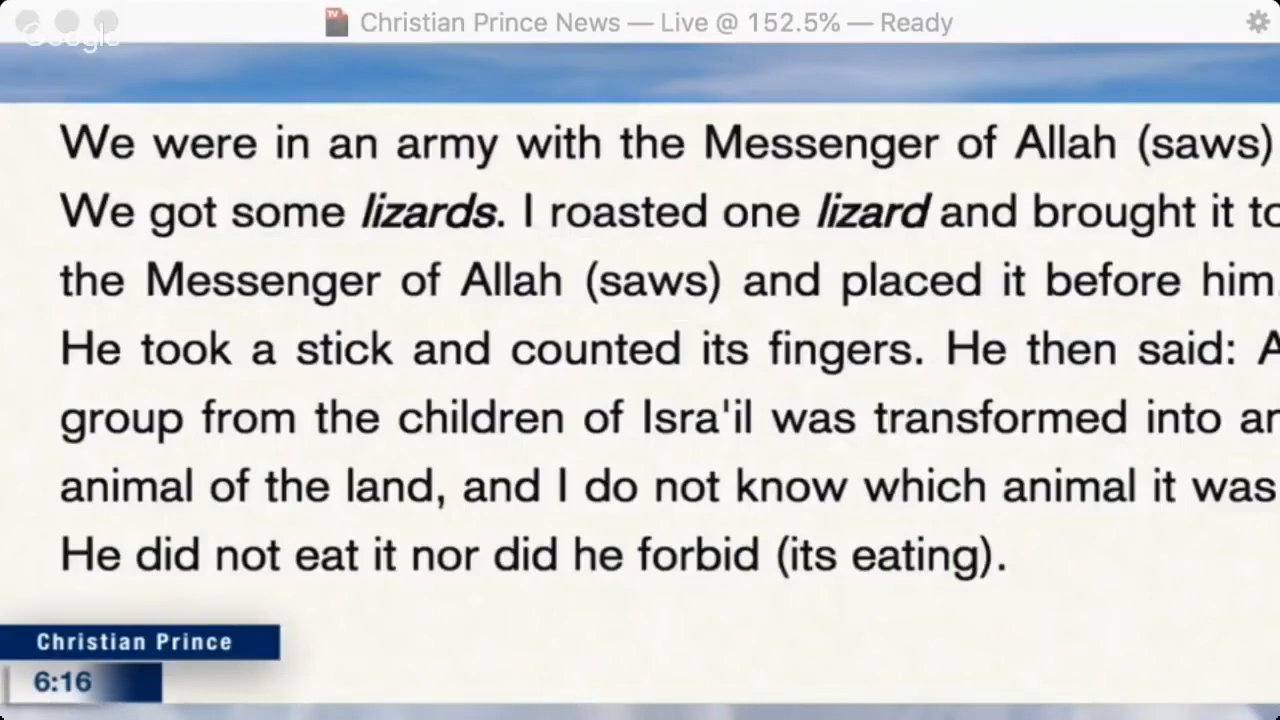 Christian Prince News — Live @ 152.5% — Ready
Google
We were in an army with the Messenger of Allah (saws)
We got some lizards. I roasted one lizard and brought it to
the Messenger of Allah (saws) and placed it before him.
He took a stick and counted its fingers. He then said: A
group from the children of Isra'il was transformed into an
animal of the land, and I do not know which animal it was
He did not eat it nor did he forbid (its eating).
Christian Prince
6:16